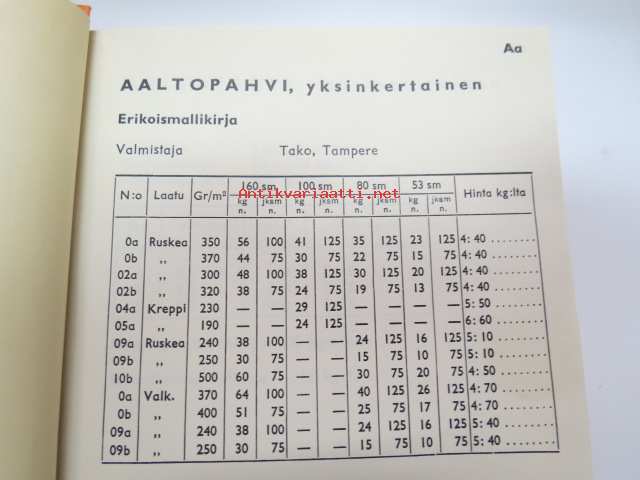 Aa
AALTOPAHVI, yksinkertainen
Erikoismallikirja
Valmistaja Tako, Tampere
Antikvariaatti.net
N:o Laatu Gr/m² 160 sm 100 sm 80 sm 53 sm Hinta kg:lta
kg n. jksm n. kg n. jksm n. kg n. jksm n. kg n. jksm n.
0a Ruskea 350 56 100 41 125 35 125 23 125 4: 40 ........
0b „ 370 44 75 30 75 22 75 15 75 4: 40 ........
02a „ 300 48 100 38 125 30 125 20 125 4: 40 ........
02b „ 320 38 75 24 75 19 75 13 75 4: 40 ........
04a Kreppi 230 — — 29 125 — — — — 5: 50 ........
05a „ 190 — — 24 125 — — — — 6: 60 ........
09a Ruskea 240 38 100 — — 24 125 16 125 5: 10 ........
09b „ 250 30 75 — — 15 75 10 75 5: 10 ........
10b „ 500 60 75 — — 30 75 20 75 4: 50 ........
0a Valk. 370 64 100 — — 40 125 26 125 4: 70 ........
0b „ 400 51 75 — — 25 75 17 75 4: 70 ........
09a „ 240 38 100 — — 24 125 16 125 5: 40 ........
09b „ 250 30 75 — — 15 75 10 75 5: 40 ........